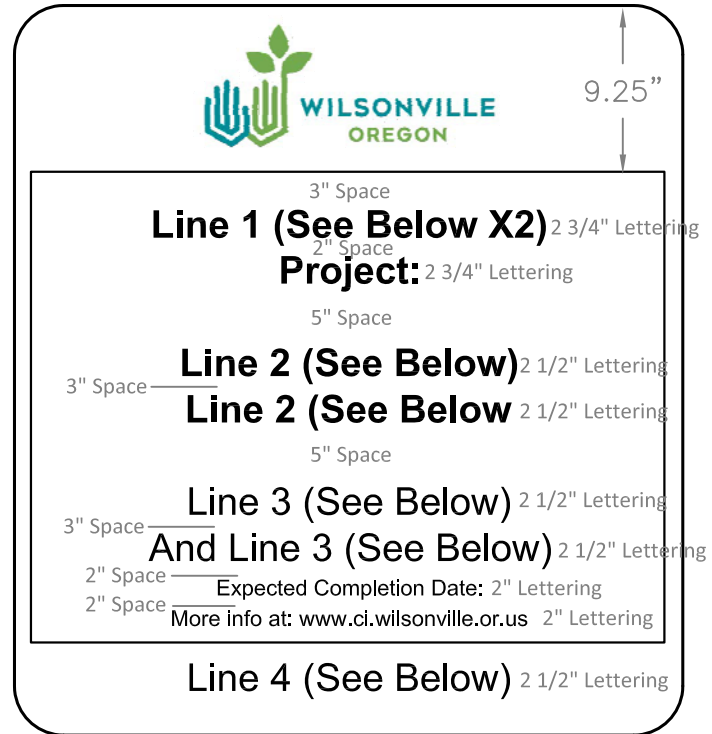 WILSONVILLE
OREGON
9.25”
3" Space
Line 1 (See Below X2) 2 3/4" Lettering
2" Space
Project: 2 3/4" Lettering
5" Space
Line 2 (See Below) 2 1/2" Lettering
3" Space
Line 2 (See Below 2 1/2" Lettering
5" Space
Line 3 (See Below) 2 1/2" Lettering
3" Space
And Line 3 (See Below) 2 1/2" Lettering
2" Space
Expected Completion Date: 2" Lettering
2" Space
More info at: www.ci.wilsonville.or.us 2" Lettering
Line 4 (See Below) 2 1/2" Lettering